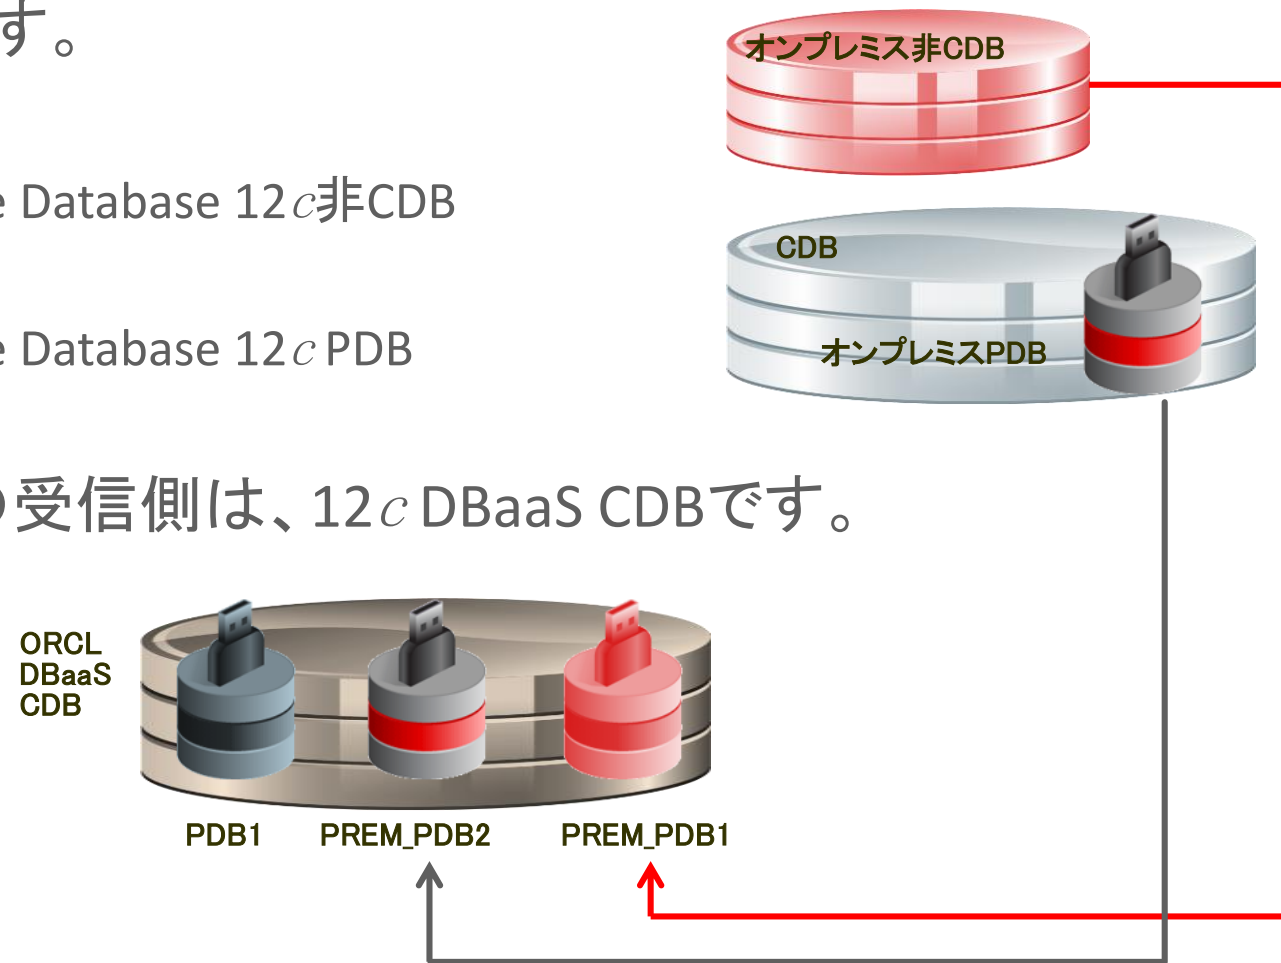 す。
オンプレミス非CDB
e Database 12c非CDB
CDB
e Database 12c PDB
オンプレミスPDB
の受信側は、12c DBaaS CDBです。
ORCL
DBaaS
CDB
PDB1
PREM_PDB2
PREM_PDB1